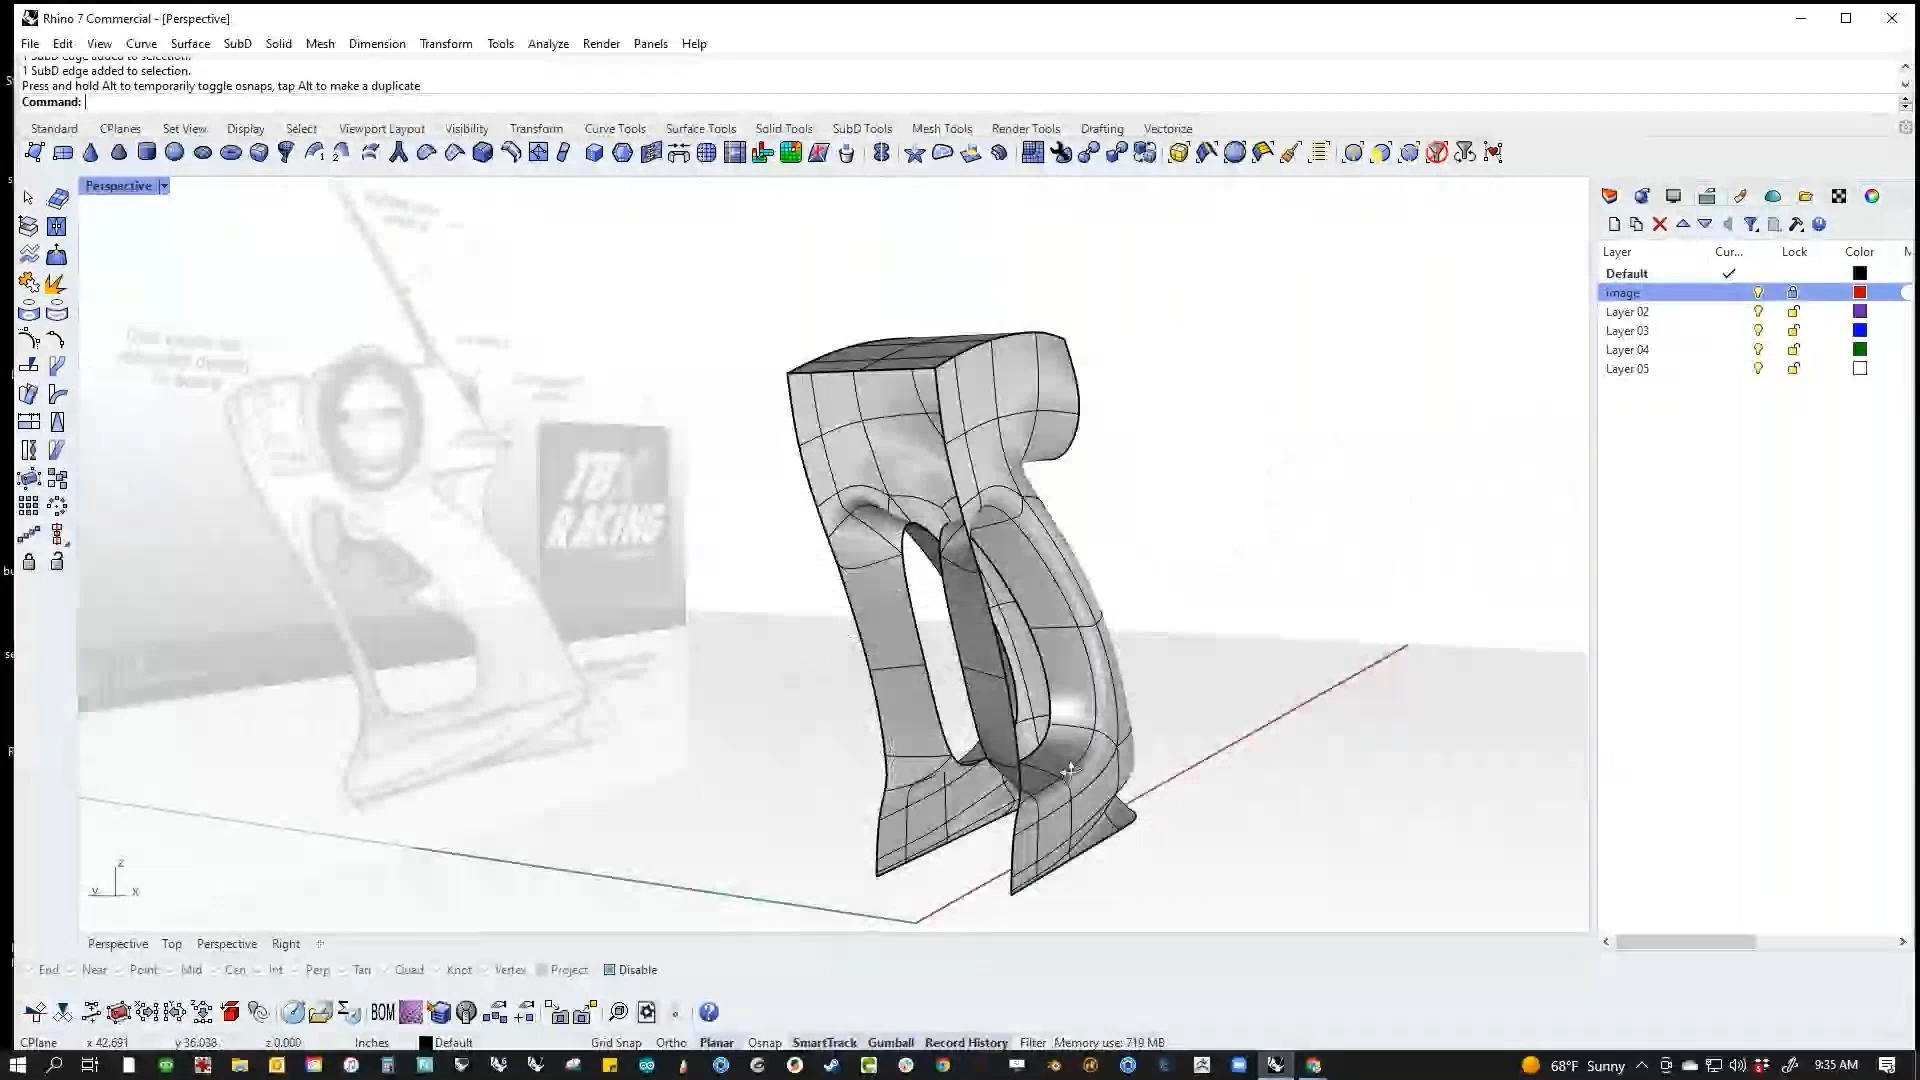 Rhino 7 Commercial - [Perspective]
File Edit View Curve Surface SubD Solid Mesh Dimension Transform Tools Analyze Render Panels Help
1 SubD edge added to selection.
1 SubD edge added to selection.
Press and hold Alt to temporarily toggle osnaps, tap Alt to make a duplicate
Command:
Standard CPlanes Set View Display Select Viewport Layout Visibility Transform Curve Tools Surface Tools Solid Tools SubD Tools Mesh Tools Render Tools Drafting Vectorize
Perspective
Layer Cur... Lock Color M
Default
image
Layer 02
Layer 03
Layer 04
Layer 05
RACING
z
y x
Perspective Top Perspective Right
End Near Point Mid Cen Int Perp Tan Quad Knot Vertex Project Disable
BOM
CPlane x 42.691 y 36.038 z 0.000 Inches Default Grid Snap Ortho Planar Osnap SmartTrack Gumball Record History Filter Memory use: 719 MB
68°F Sunny 9:35 AM